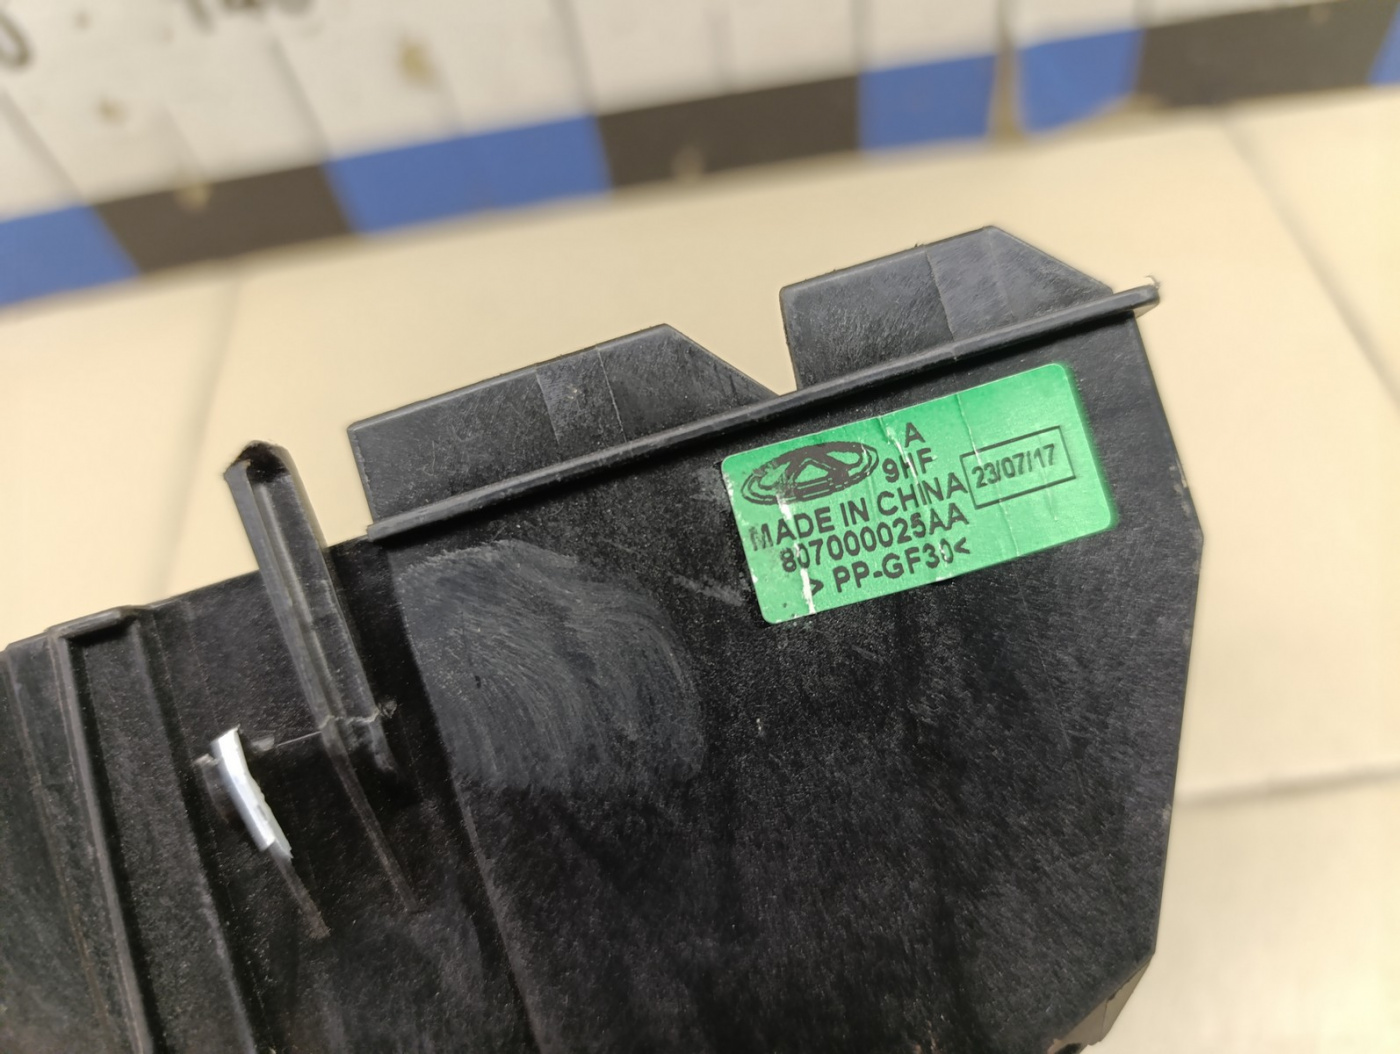 A
9HF
23/07/17
MADE IN CHINA
807000025AA
> PP-GF30<